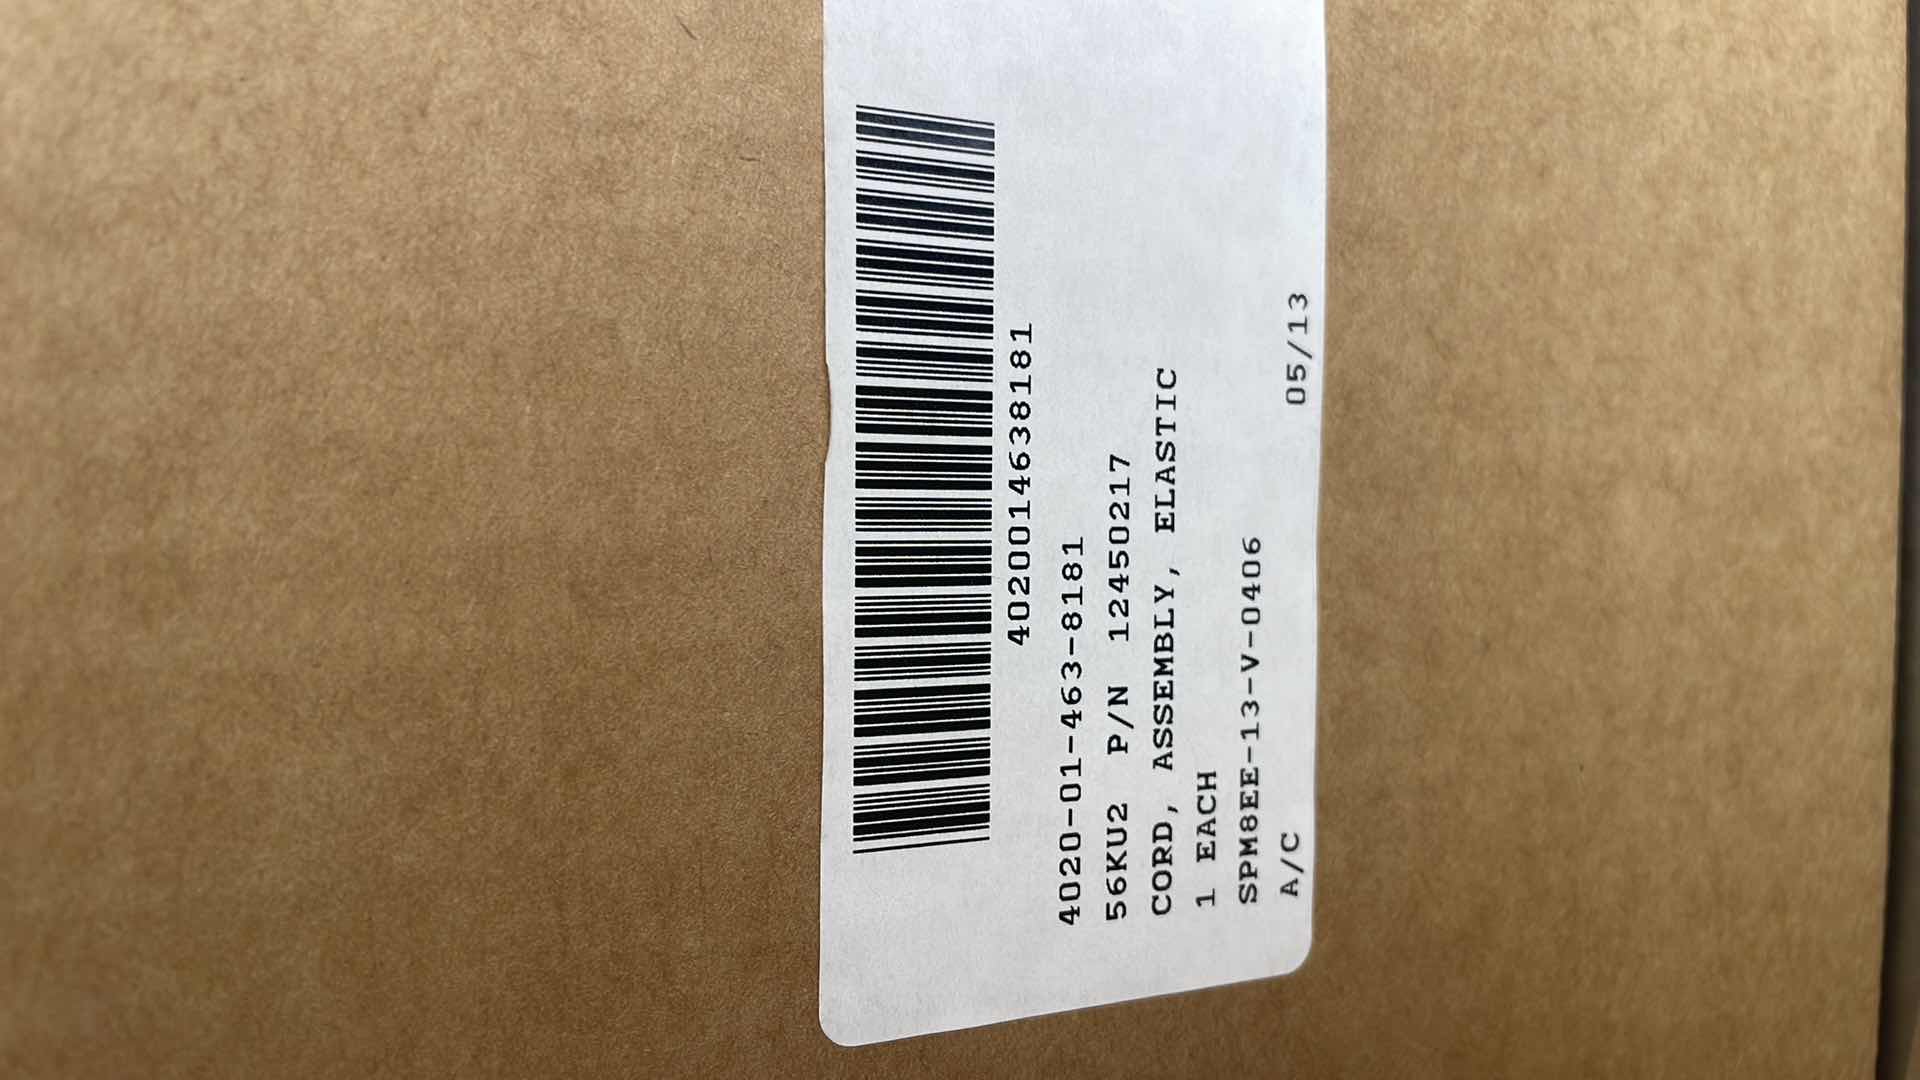 4020014638181
4020-01-463-8181
56KU2 P/N 12450217
CORD, ASSEMBLY, ELASTIC
1 EACH
SPM8EE-13-V-0406
A/C 05/13